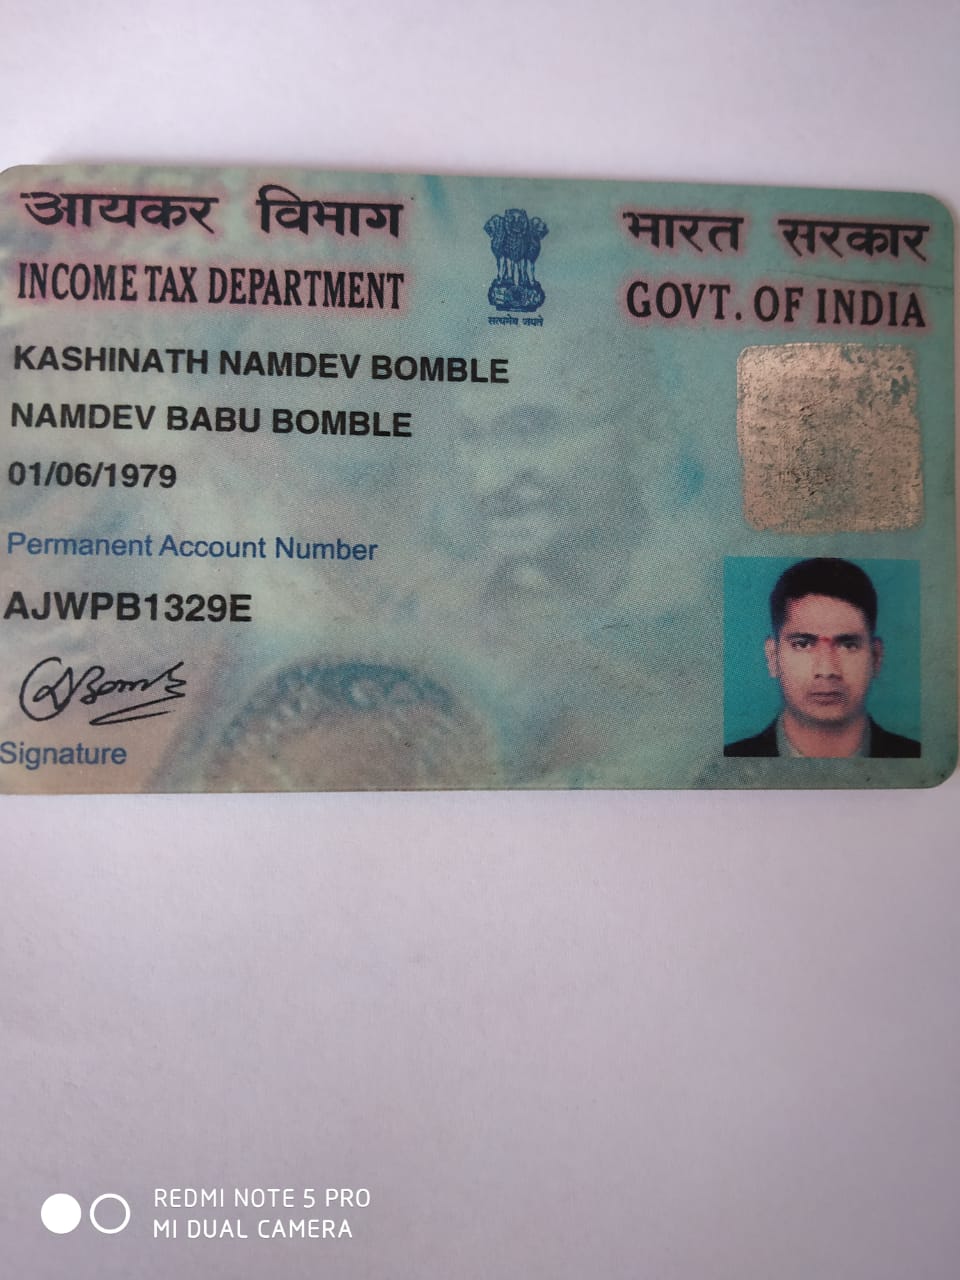 आयकर विभाग
INCOME TAX DEPARTMENT
सत्यमेव जयते
भारत सरकार
GOVT. OF INDIA
KASHINATH NAMDEV BOMBLE
NAMDEV BABU BOMBLE
01/06/1979
Permanent Account Number
AJWPB1329E
Signature
REDMI NOTE 5 PRO
MI DUAL CAMERA